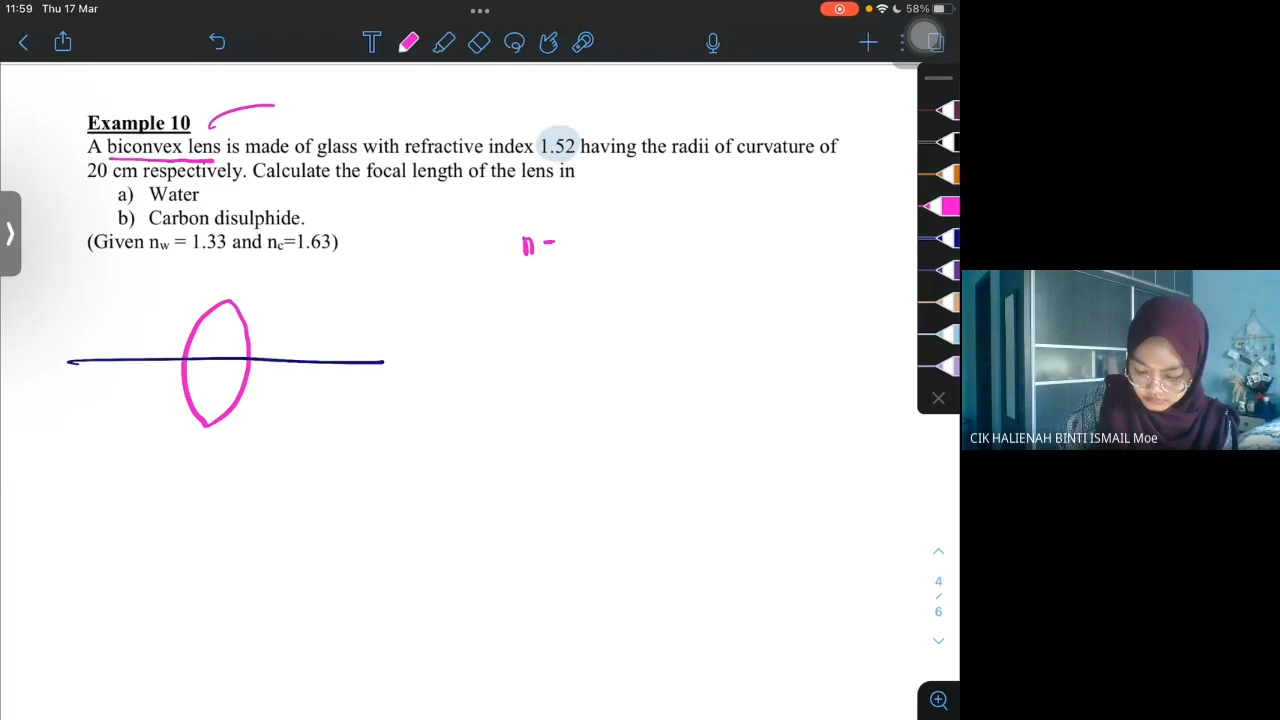 11:59 Thu 17 Mar
58%
T
Example 10
A biconvex lens is made of glass with refractive index 1.52 having the radii of curvature of
20 cm respectively. Calculate the focal length of the lens in
a) Water
b) Carbon disulphide.
(Given nw = 1.33 and nc=1.63)
n -
4
/
6
CIK HALIENAH BINTI ISMAIL Moe